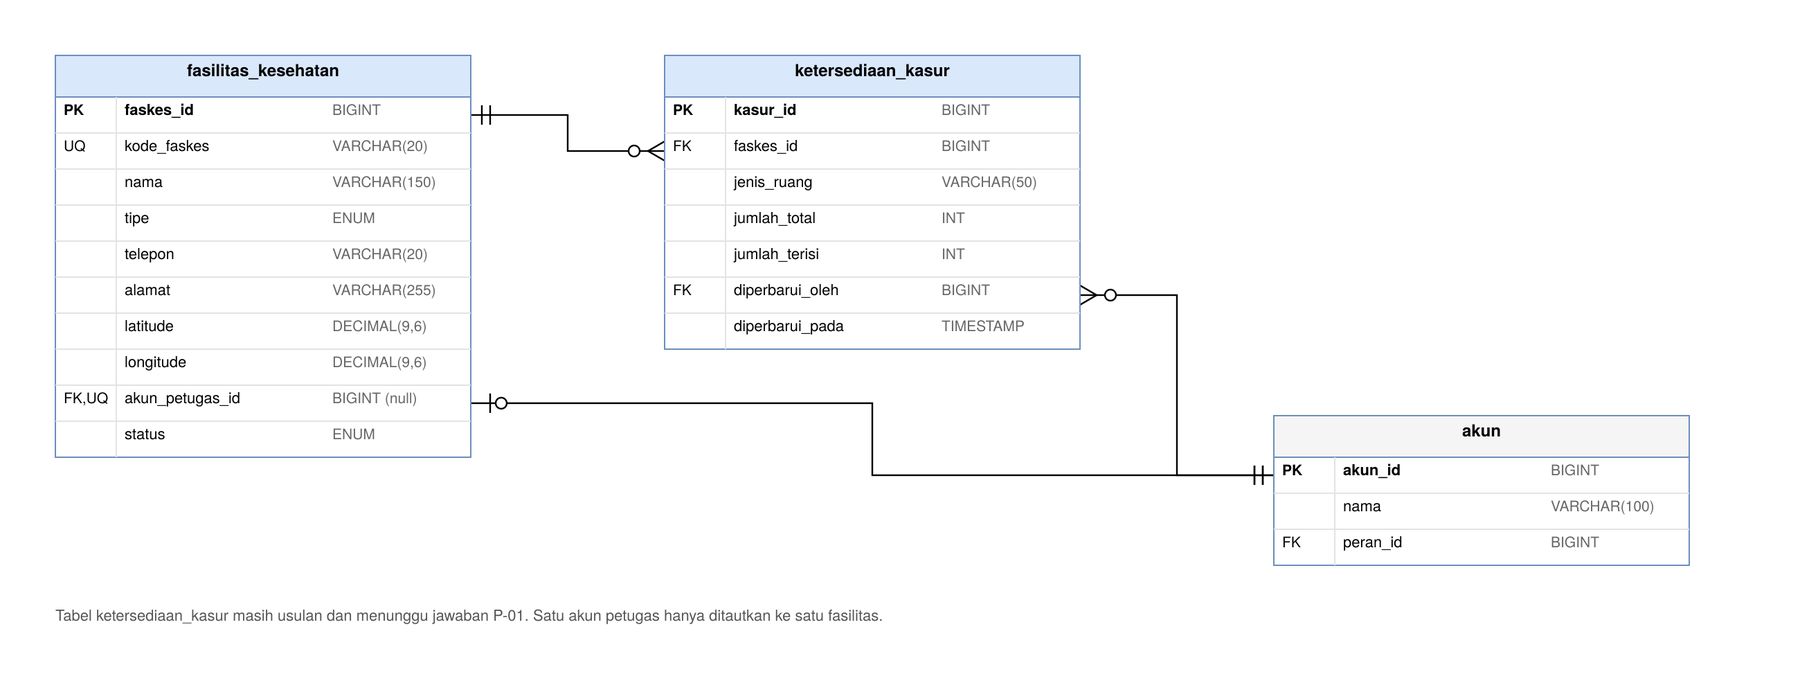 fasilitas_kesehatan
PK faskes_id BIGINT
UQ kode_faskes VARCHAR(20)
nama VARCHAR(150)
tipe ENUM
telepon VARCHAR(20)
alamat VARCHAR(255)
latitude DECIMAL(9,6)
longitude DECIMAL(9,6)
FK,UQ akun_petugas_id BIGINT (null)
status ENUM
ketersediaan_kasur
PK kasur_id BIGINT
FK faskes_id BIGINT
jenis_ruang VARCHAR(50)
jumlah_total INT
jumlah_terisi INT
FK diperbarui_oleh BIGINT
diperbarui_pada TIMESTAMP
akun
PK akun_id BIGINT
nama VARCHAR(100)
FK peran_id BIGINT
Tabel ketersediaan_kasur masih usulan dan menunggu jawaban P-01. Satu akun petugas hanya ditautkan ke satu fasilitas.